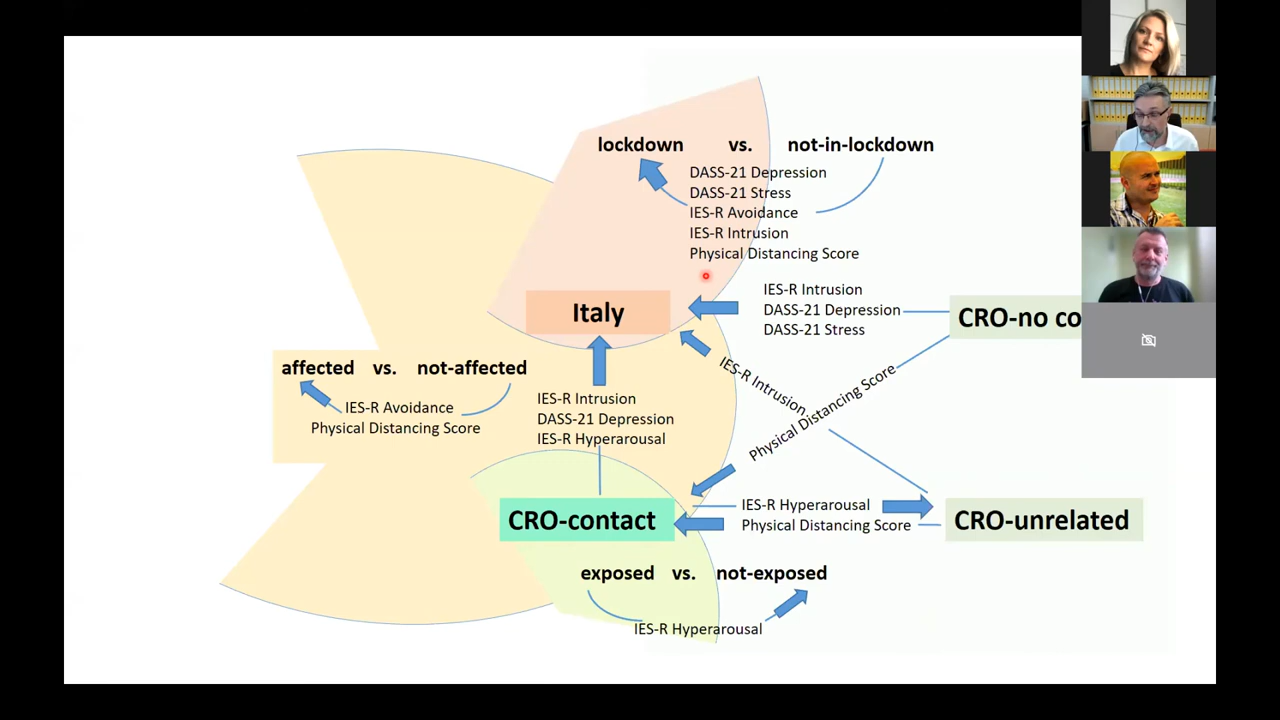 lockdown vs. not-in-lockdown
DASS-21 Depression
DASS-21 Stress
IES-R Avoidance
IES-R Intrusion
Physical Distancing Score
Italy
IES-R Intrusion
DASS-21 Depression
DASS-21 Stress
CRO-no co
affected vs. not-affected
IES-R Avoidance
Physical Distancing Score
IES-R Intrusion
DASS-21 Depression
IES-R Hyperarousal
IES-R Intrusion
Physical Distancing Score
CRO-contact
IES-R Hyperarousal
Physical Distancing Score
CRO-unrelated
exposed vs. not-exposed
IES-R Hyperarousal